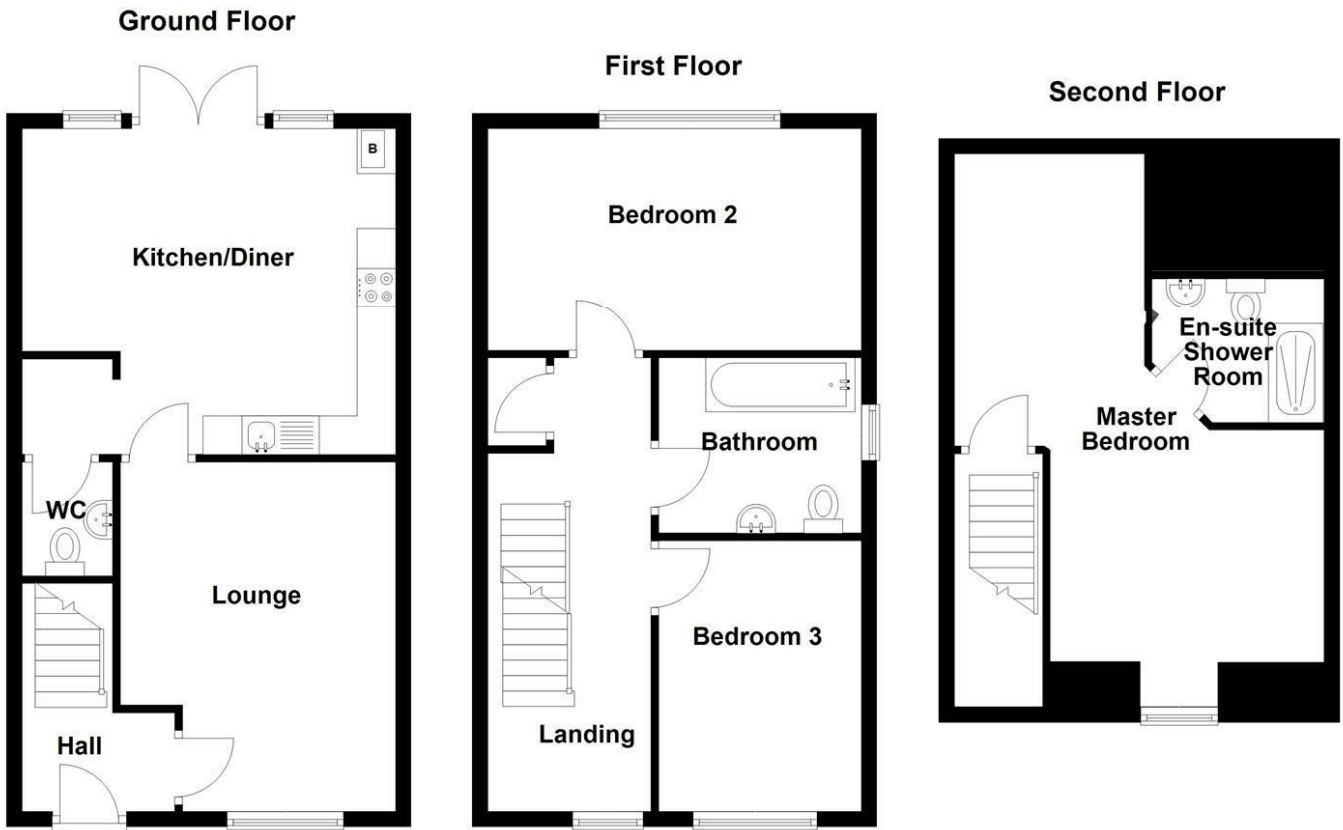 Ground Floor
B
Kitchen/Diner
WC
Lounge
Hall
First Floor
Bedroom 2
Bathroom
Bedroom 3
Landing
Second Floor
En-suite
Shower
Room
Master
Bedroom